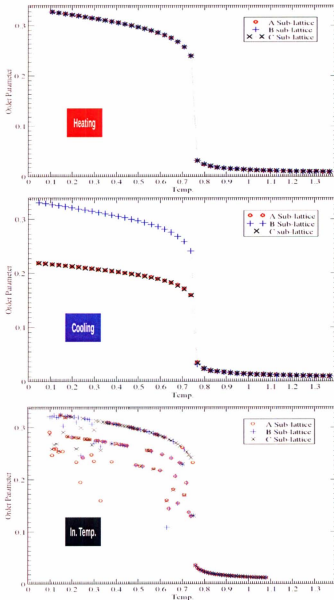 0.3
0.2
0.1
0
Order Parameter
A Sub lattice
B sub lattice
C Sub lattice
Heating
0 0.1 0.2 0.3 0.4 0.5 0.6 0.7 0.8 0.9 1.0 1.1 1.2 1.3
Temp.
0.3
0.2
0.1
0
Order Parameter
A Sub lattice
B Sub lattice
C sub lattice
Cooling
0 0.1 0.2 0.3 0.4 0.5 0.6 0.7 0.8 0.9 1.0 1.1 1.2 1.3
Temp.
0.3
0.2
0.1
0
Order Parameter
A Sub lattice
B Sub lattice
C Sub lattice
In. Temp.
0 0.1 0.2 0.3 0.4 0.5 0.6 0.7 0.8 0.9 1.0 1.1 1.2 1.3
Temp.